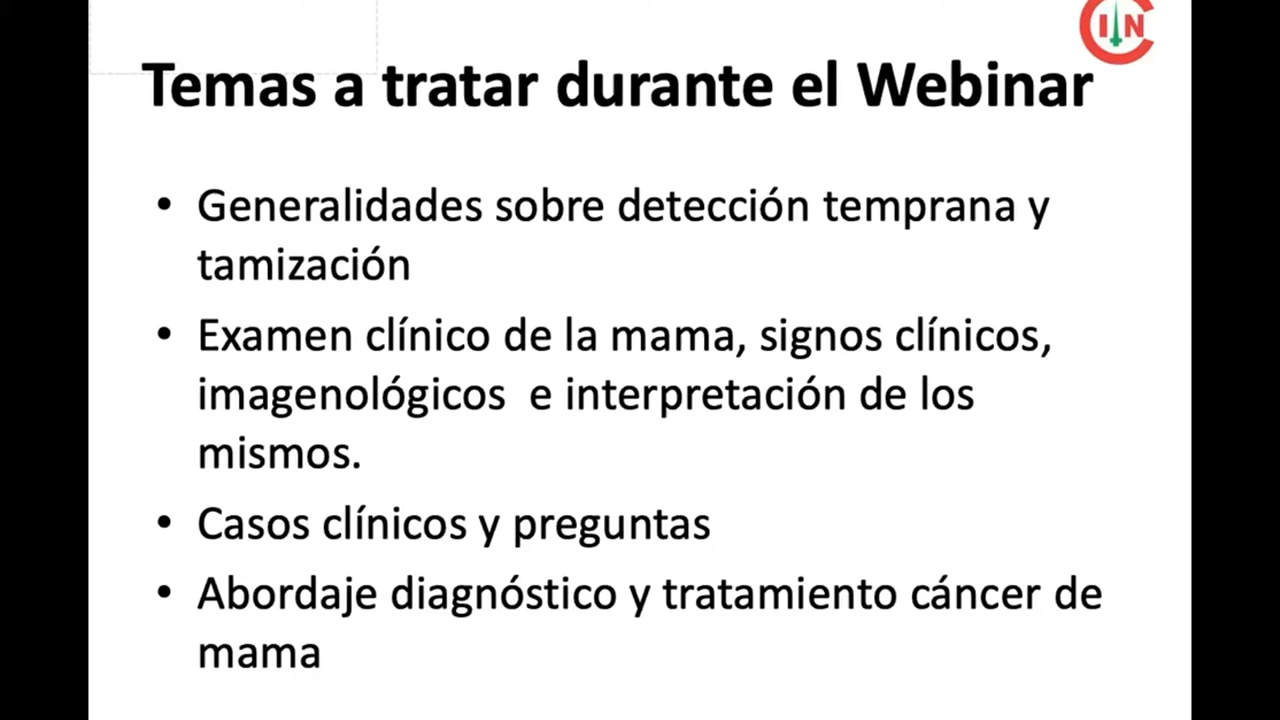 Temas a tratar durante el Webinar
• Generalidades sobre detección temprana y
tamización
• Examen clínico de la mama, signos clínicos,
imagenológicos e interpretación de los
mismos.
• Casos clínicos y preguntas
• Abordaje diagnóstico y tratamiento cáncer de
mama